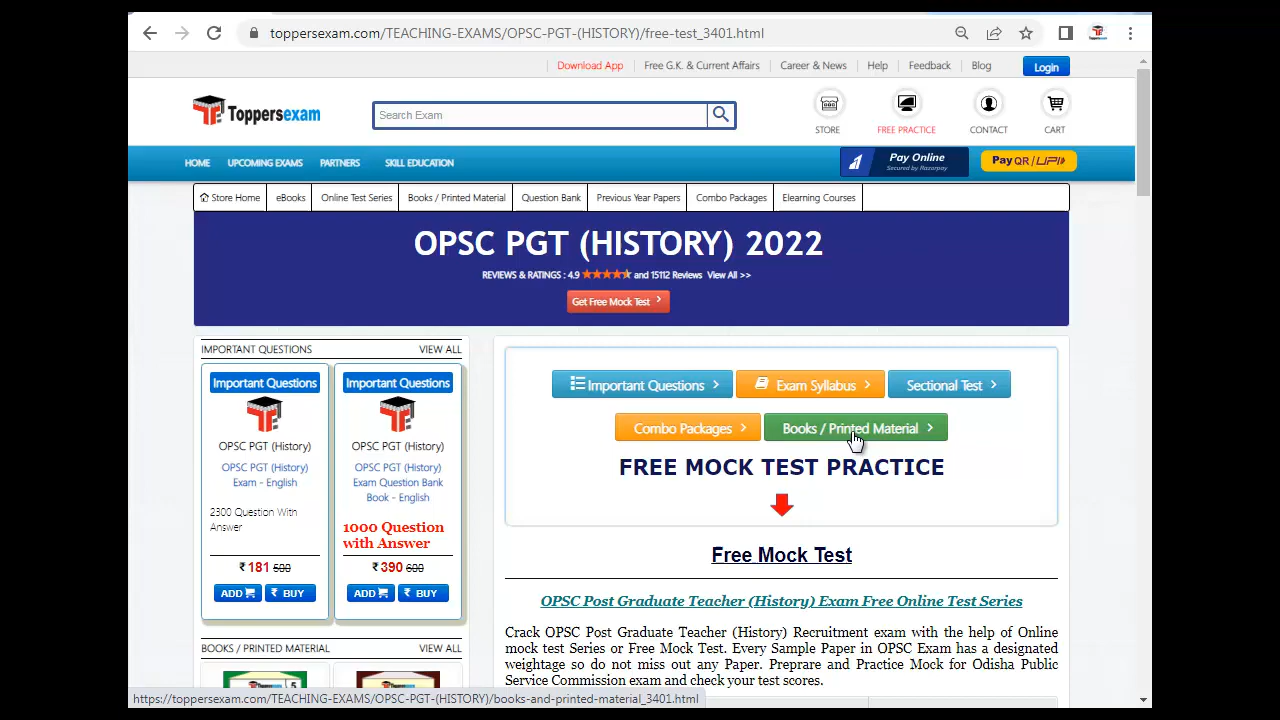 toppersexam.com/TEACHING-EXAMS/OPSC-PGT-(HISTORY)/free-test_3401.html
Download App
Free G.K. & Current Affairs
Career & News
Help
Feedback
Blog
Login
Toppersexam
Search Exam
STORE
FREE PRACTICE
CONTACT
CART
HOME
UPCOMING EXAMS
PARTNERS
SKILL EDUCATION
Pay Online
Secured by Razorpay
Pay QR / UPI
Store Home
eBooks
Online Test Series
Books / Printed Material
Question Bank
Previous Year Papers
Combo Packages
Elearning Courses
OPSC PGT (HISTORY) 2022
REVIEWS & RATINGS : 4.9 and 15112 Reviews View All >>
Get Free Mock Test
IMPORTANT QUESTIONS
VIEW ALL
Important Questions
OPSC PGT (History)
OPSC PGT (History)
Exam - English
2300 Question With
Answer
₹ 181 500
ADD
₹ BUY
Important Questions
OPSC PGT (History)
OPSC PGT (History)
Exam Question Bank
Book - English
1000 Question
with Answer
₹ 390 600
ADD
₹ BUY
BOOKS / PRINTED MATERIAL
VIEW ALL
5
Important Questions
Exam Syllabus
Sectional Test
Combo Packages
Books / Printed Material
FREE MOCK TEST PRACTICE
Free Mock Test
OPSC Post Graduate Teacher (History) Exam Free Online Test Series
Crack OPSC Post Graduate Teacher (History) Recruitment exam with the help of Online
mock test Series or Free Mock Test. Every Sample Paper in OPSC Exam has a designated
weightage so do not miss out any Paper. Preprare and Practice Mock for Odisha Public
Service Commission exam and check your test scores.
https://toppersexam.com/TEACHING-EXAMS/OPSC-PGT-(HISTORY)/books-and-printed-material_3401.html